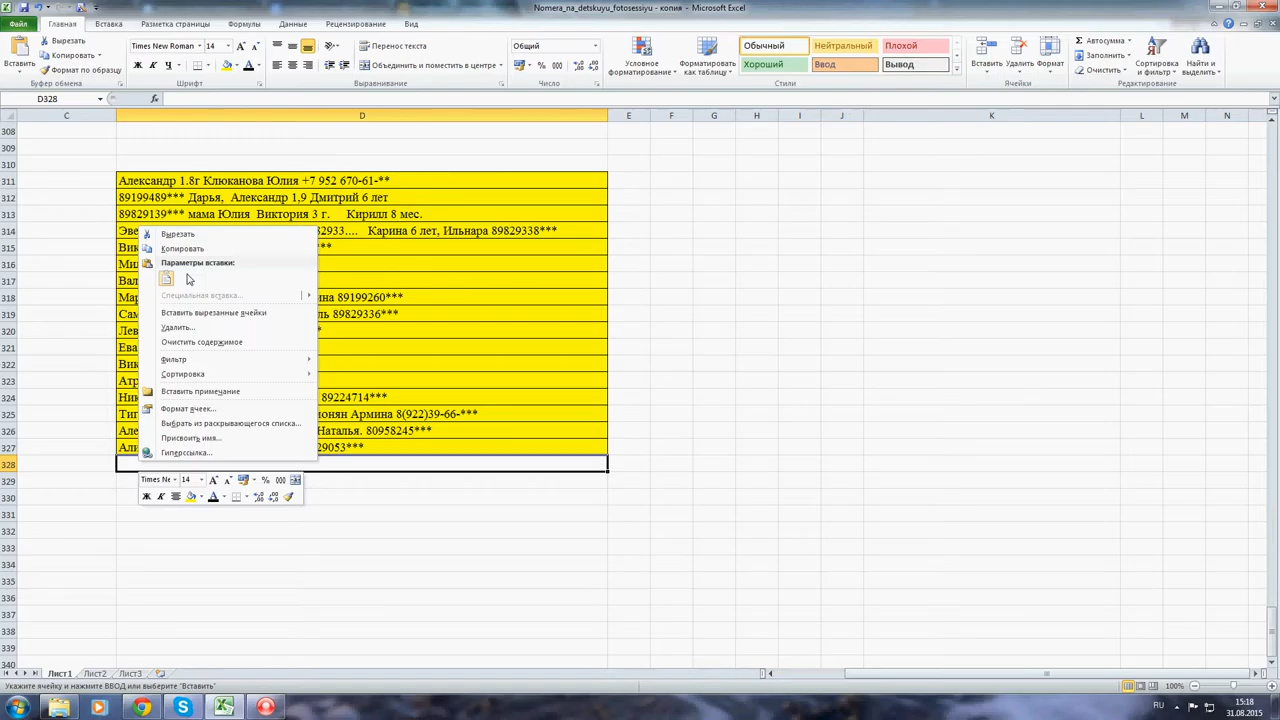 Nomera_na_detskuyu_fotosessiyu - копия - Microsoft Excel
Файл Главная Вставка Разметка страницы Формулы Данные Рецензирование Вид
Вставить
Вырезать
Копировать
Формат по образцу
Буфер обмена
Times New Roman 14
Ж К Ч
Шрифт
Перенос текста
Объединить и поместить в центре
Выравнивание
Общий
% 000
Число
Условное форматирование
Форматировать как таблицу
Обычный Нейтральный Плохой
Хороший Ввод Вывод
Стили
Вставить Удалить Формат
Ячейки
Автосумма
Заполнить
Очистить
Сортировка и фильтр
Найти и выделить
Редактирование
D328 fx
C D E F G H I J K L M N
308
309
310
311 Александр 1.8г Клюканова Юлия +7 952 670-61-**
312 89199489*** Дарья, Александр 1,9 Дмитрий 6 лет
313 89829139*** мама Юлия Виктория 3 г. Кирилл 8 мес.
314 Эве 82933.... Карина 6 лет, Ильнара 89829338***
315 Вик ***
316 Ми
317 Вал
318 Мар ина 89199260***
319 Сам ль 89829336***
320 Лев *
321 Ева
322 Вик
323 Атр
324 Ник 89224714***
325 Тиг монян Армина 8(922)39-66-***
326 Але Наталья. 80958245***
327 Али 29053***
328
329
330
331
332
333
334
335
336
337
338
339
340
Вырезать
Копировать
Параметры вставки:
Специальная вставка...
Вставить вырезанные ячейки
Удалить...
Очистить содержимое
Фильтр
Сортировка
Вставить примечание
Формат ячеек...
Выбрать из раскрывающегося списка...
Присвоить имя...
Гиперссылка...
Times Ne 14 % 000
Ж К
Лист1 Лист2 Лист3
Укажите ячейку и нажмите ВВОД или выберите "Вставить"
100%
RU
15:18
31.08.2015